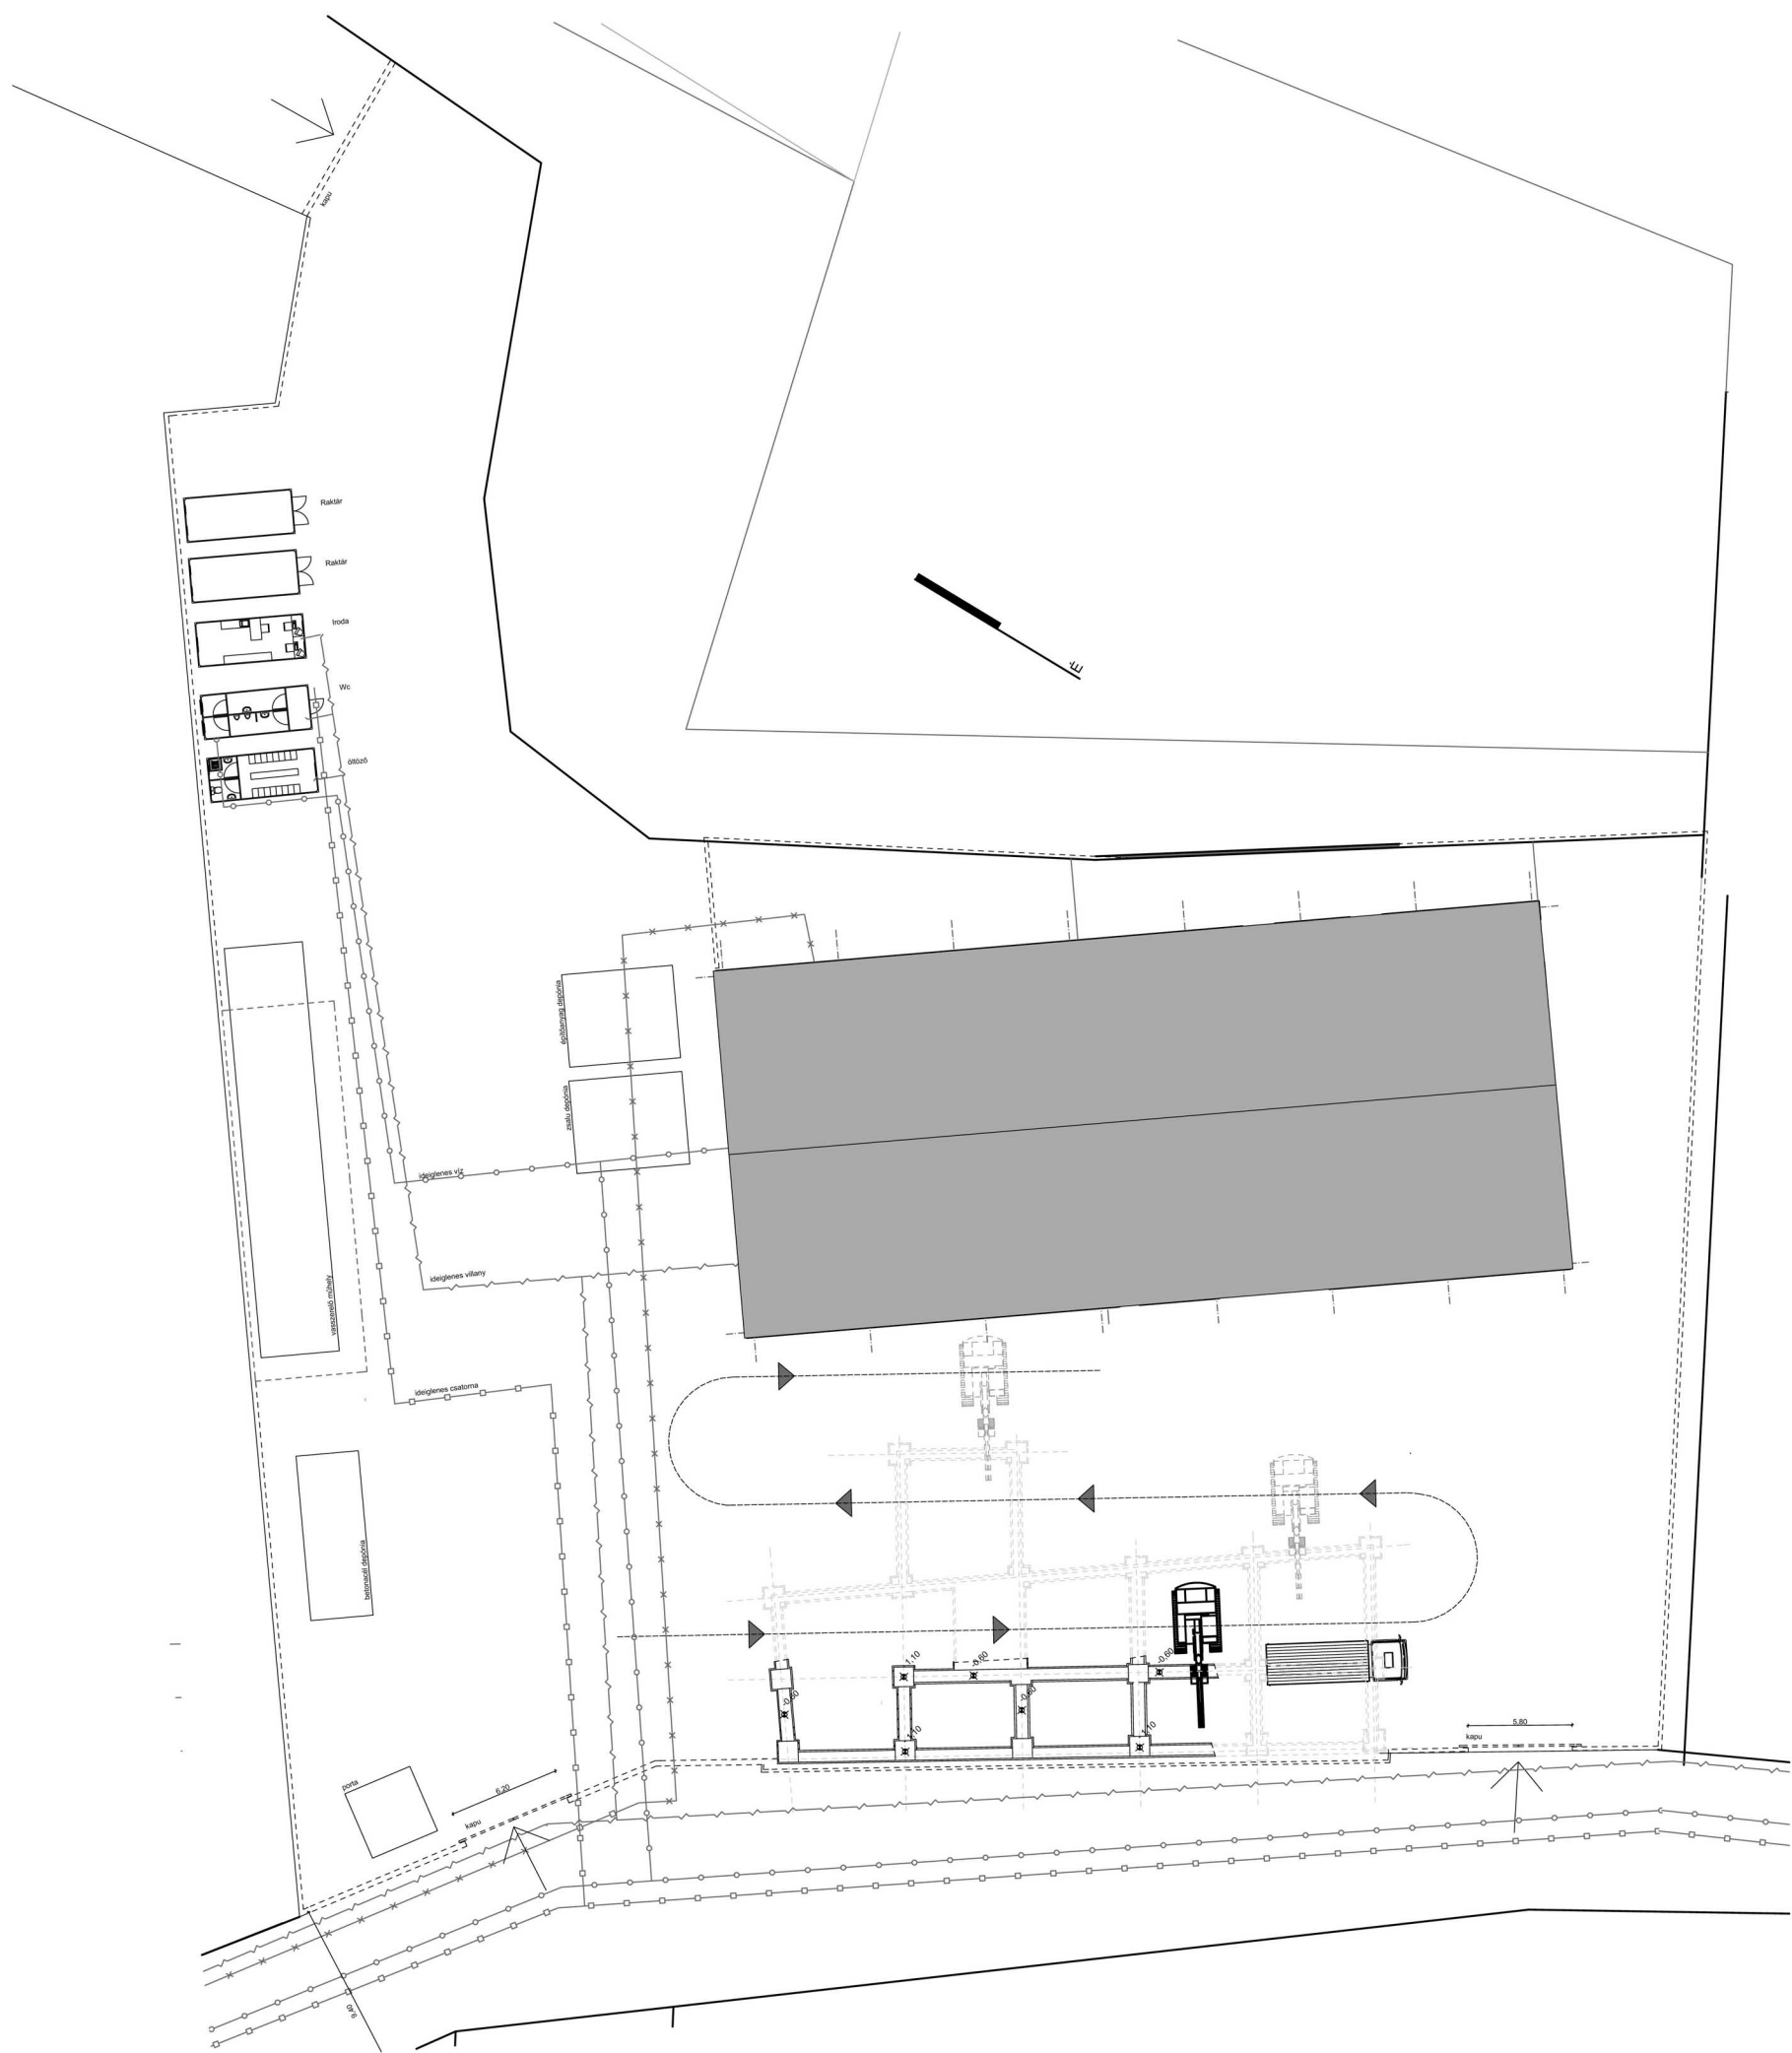 kapu
Raktár
Raktár
Iroda
Wc
öltöző
É
építőanyag depónia
zsalu depónia
ideiglenes víz
ideiglenes villany
vasszerelő műhely
ideiglenes csatorna
betonacél depónia
-1.10
-0.60
-0.60
-0.60
-0.60
-1.10
-1.10
5,80
kapu
porta
6,20
kapu
9,40